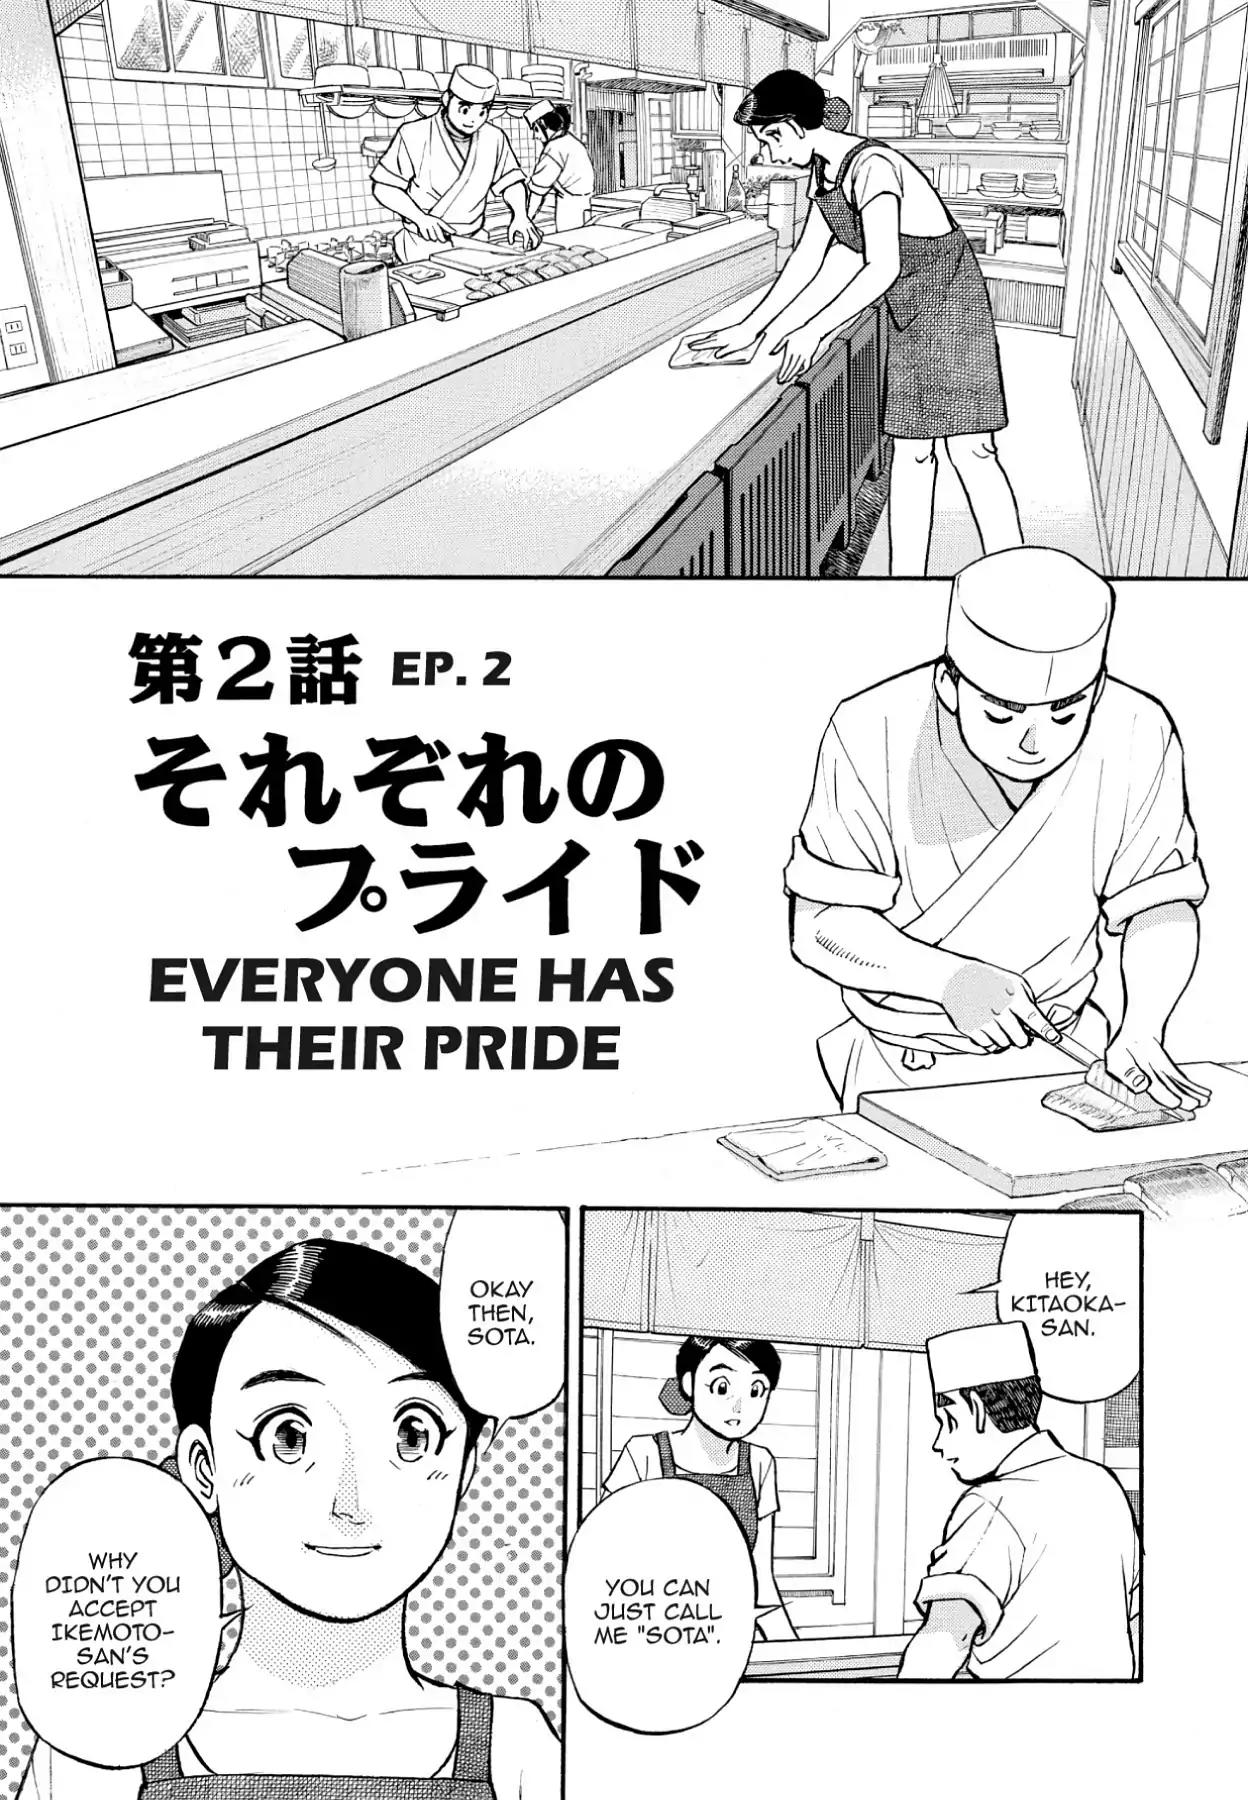 第2話 EP. 2
それぞれの
プライド
EVERYONE HAS
THEIR PRIDE
HEY,
KITAOKA-
SAN.
YOU CAN
JUST CALL
ME "SOTA".
OKAY
THEN,
SOTA.
WHY
DIDN'T YOU
ACCEPT
IKEMOTO-
SAN'S
REQUEST?